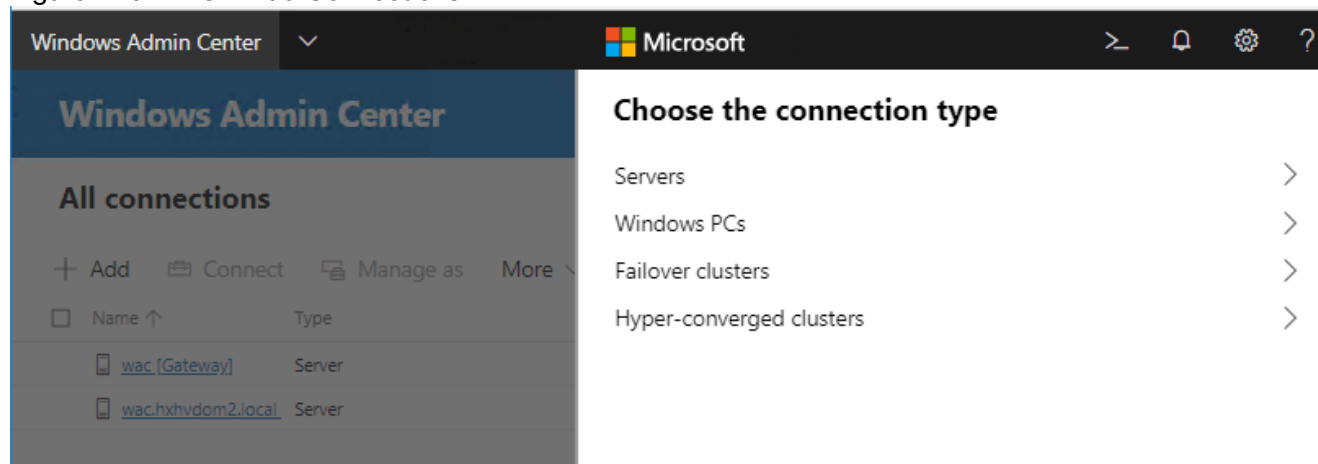 Windows Admin Center
Microsoft
>_
?
Windows Admin Center
All connections
+ Add Connect Manage as More
Name Type
wac [Gateway] Server
wac.hxhvdom2.local Server
Choose the connection type
Servers
Windows PCs
Failover clusters
Hyper-converged clusters